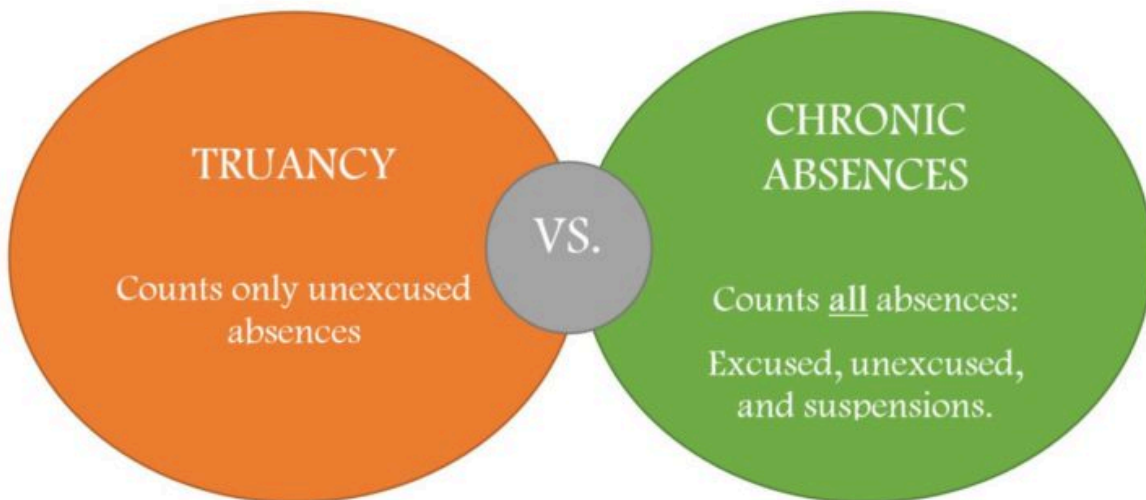 TRUANCY
Counts only unexcused
absences
VS.
CHRONIC
ABSENCES
Counts all absences:
Excused, unexcused,
and suspensions.